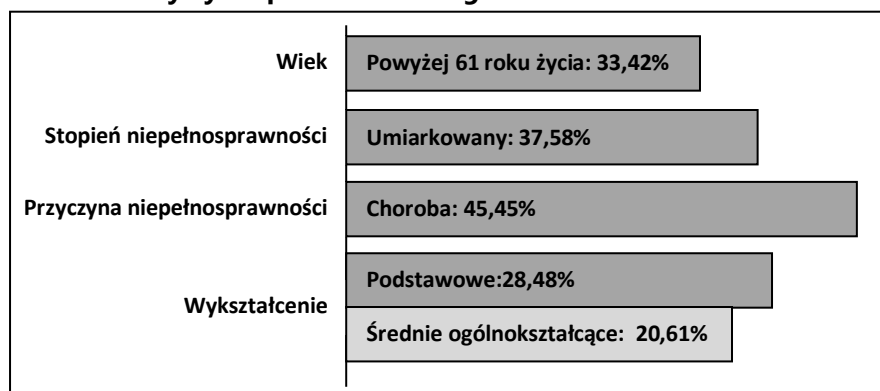 Wiek
Powyżej 61 roku życia: 33,42%
Stopień niepełnosprawności
Umiarkowany: 37,58%
Przyczyna niepełnosprawności
Choroba: 45,45%
Wykształcenie
Podstawowe:28,48%
Średnie ogólnokształcące: 20,61%